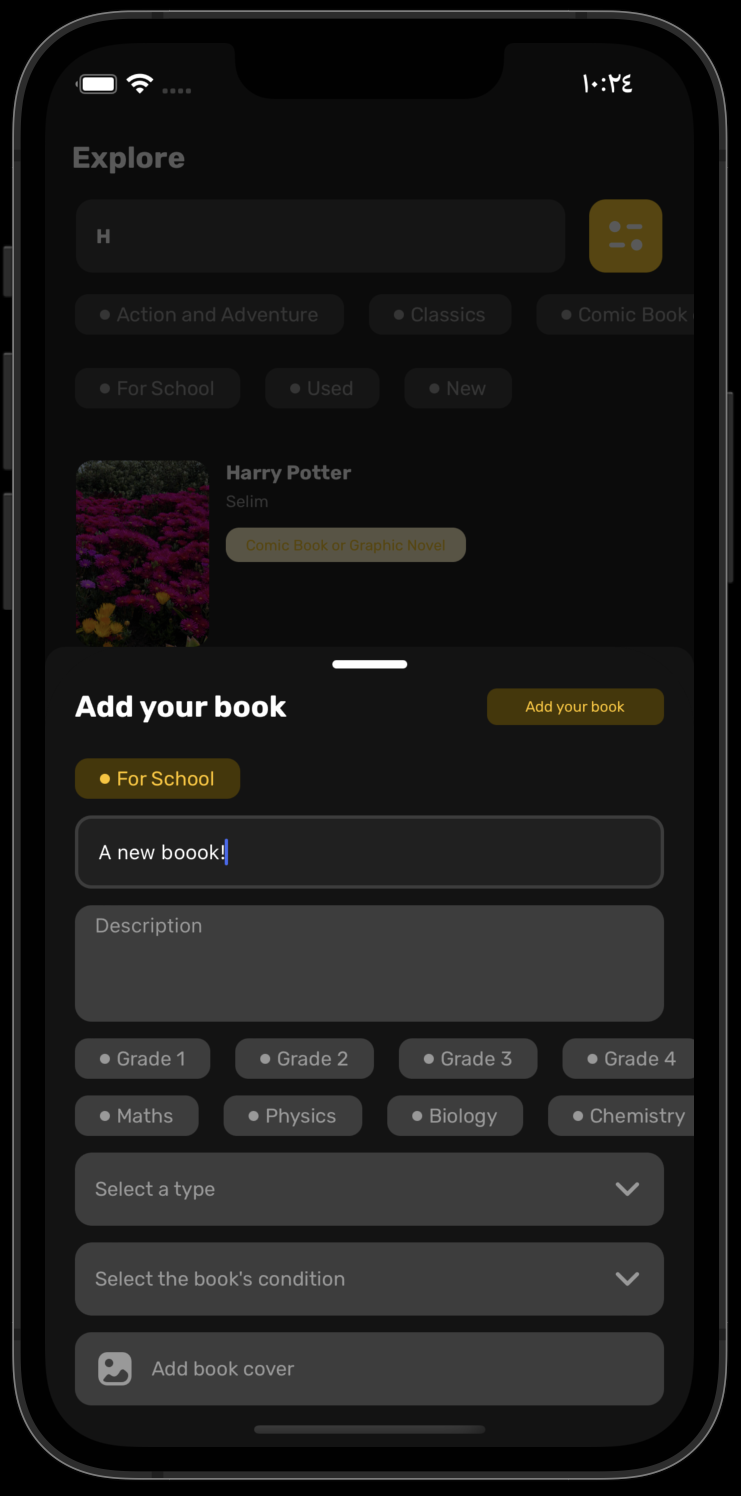 ١٠:٢٤
Explore
H
Action and Adventure Classics Comic Book
For School Used New
Harry Potter
Selim
Comic Book or Graphic Novel
Add your book Add your book
For School
A new boook!
Description
Grade 1 Grade 2 Grade 3 Grade 4
Maths Physics Biology Chemistry
Select a type
Select the book's condition
Add book cover